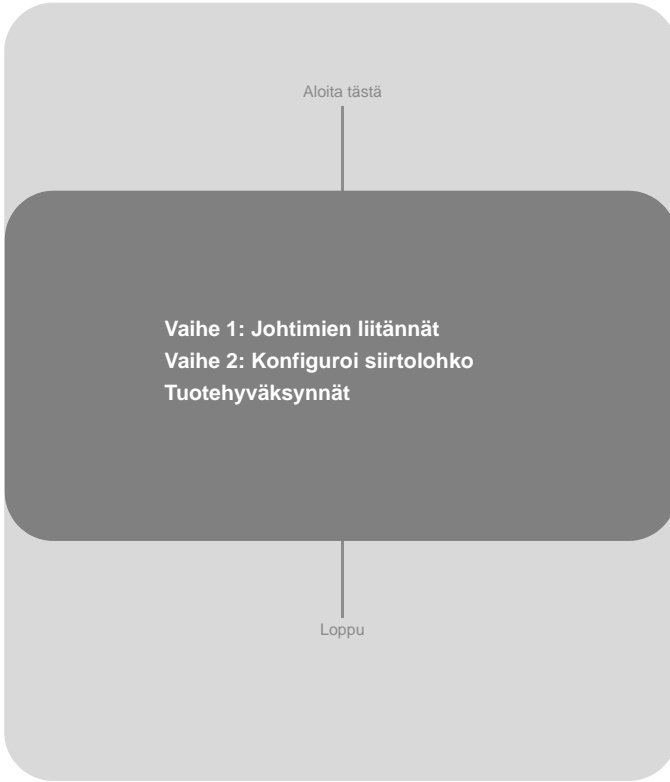 Aloita tästä
Vaihe 1: Johtimien liitännät
Vaihe 2: Konfiguroi siirtolohko
Tuotehyväksynnät
Loppu